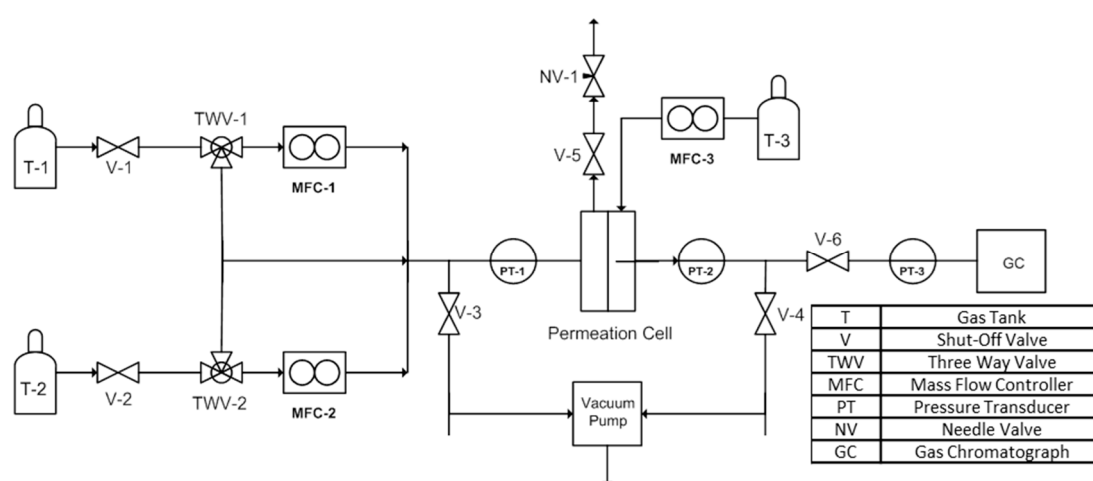 NV-1
TWV-1
T-1
V-1
MFC-1
V-5
MFC-3
T-3
PT-1
PT-2
V-6
PT-3
GC
V-3
Permeation Cell
V-4
T-2
V-2
TWV-2
MFC-2
Vacuum
Pump
T Gas Tank
V Shut-Off Valve
TWV Three Way Valve
MFC Mass Flow Controller
PT Pressure Transducer
NV Needle Valve
GC Gas Chromatograph